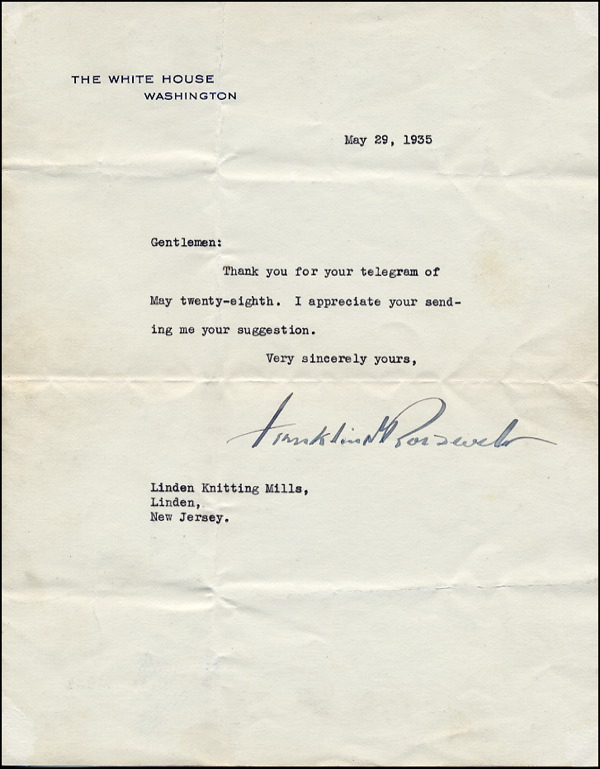 THE WHITE HOUSE
WASHINGTON
May 29, 1935
Gentlemen:
Thank you for your telegram of
May twenty-eighth. I appreciate your send-
ing me your suggestion.
Very sincerely yours,
Franklin D Roosevelt
Linden Knitting Mills,
Linden,
New Jersey.